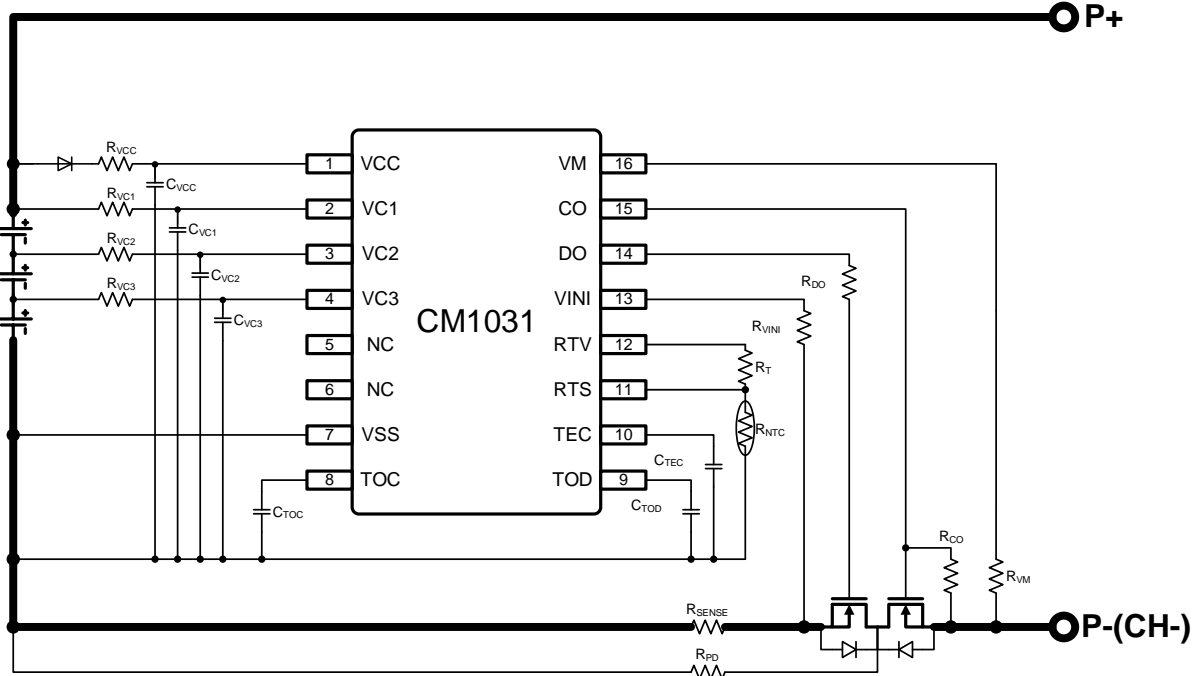 P+
RVCC
CVCC
RVC1
CVC1
RVC2
CVC2
RVC3
CVC3
1 VCC
2 VC1
3 VC2
4 VC3
5 NC
6 NC
7 VSS
8 TOC
CM1031
VM 16
CO 15
DO 14
VINI 13
RTV 12
RTS 11
TEC 10
TOD 9
RDO
RVINI
RT
RNTC
CTEC
CTOC
CTOD
RCO
RVM
RSENSE
P-(CH-)
RPD
+
-
+
-
+
-